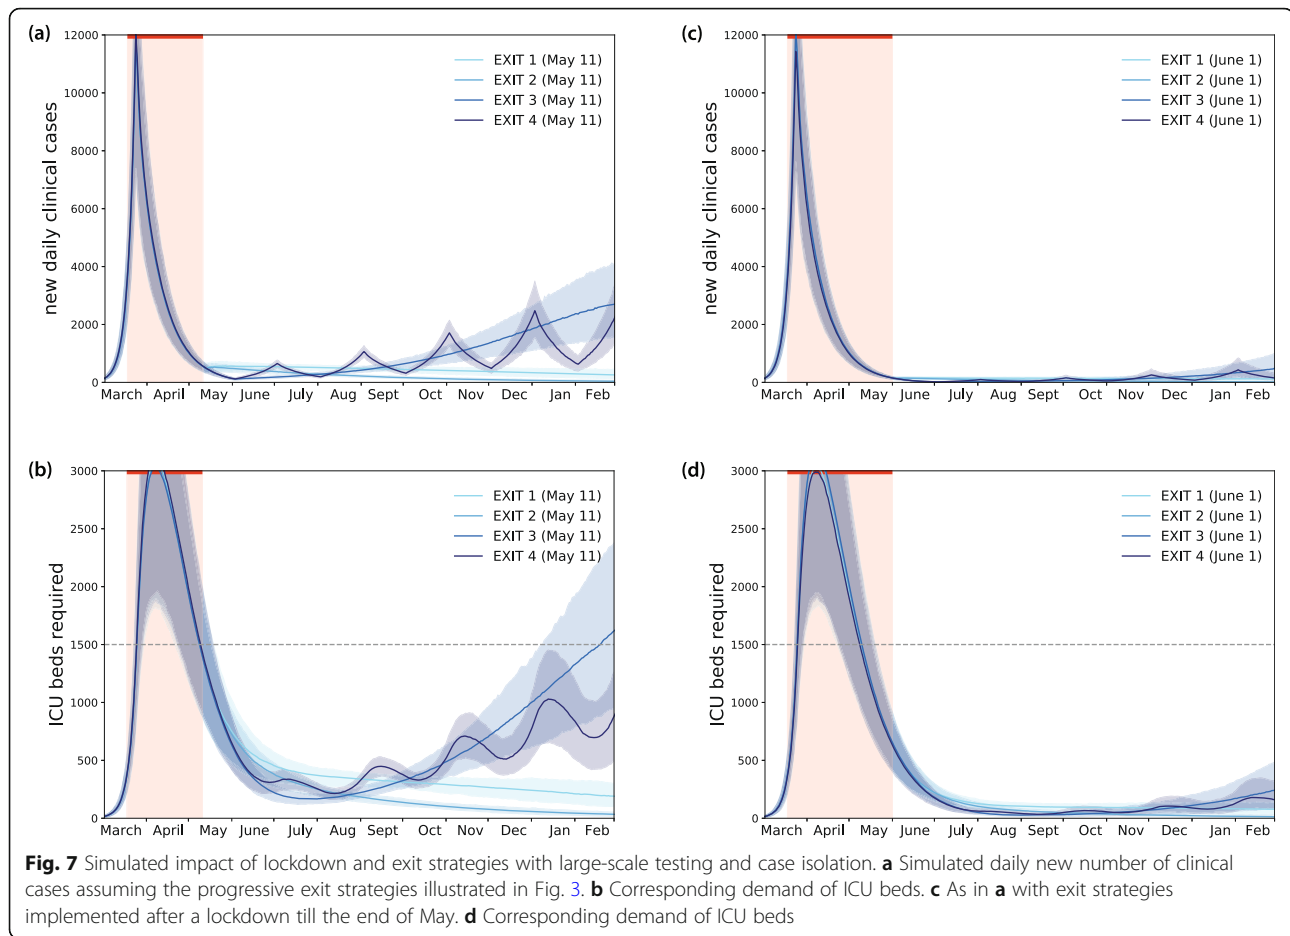 (a)
12000
10000
8000
6000
4000
2000
0
new daily clinical cases
EXIT 1 (May 11)
EXIT 2 (May 11)
EXIT 3 (May 11)
EXIT 4 (May 11)
March April May June July Aug Sept Oct Nov Dec Jan Feb
(c)
12000
10000
8000
6000
4000
2000
0
new daily clinical cases
EXIT 1 (June 1)
EXIT 2 (June 1)
EXIT 3 (June 1)
EXIT 4 (June 1)
March April May June July Aug Sept Oct Nov Dec Jan Feb
(b)
3000
2500
2000
1500
1000
500
0
ICU beds required
EXIT 1 (May 11)
EXIT 2 (May 11)
EXIT 3 (May 11)
EXIT 4 (May 11)
March April May June July Aug Sept Oct Nov Dec Jan Feb
(d)
3000
2500
2000
1500
1000
500
0
ICU beds required
EXIT 1 (June 1)
EXIT 2 (June 1)
EXIT 3 (June 1)
EXIT 4 (June 1)
March April May June July Aug Sept Oct Nov Dec Jan Feb
Fig. 7 Simulated impact of lockdown and exit strategies with large-scale testing and case isolation. a Simulated daily new number of clinical
cases assuming the progressive exit strategies illustrated in Fig. 3. b Corresponding demand of ICU beds. c As in a with exit strategies
implemented after a lockdown till the end of May. d Corresponding demand of ICU beds